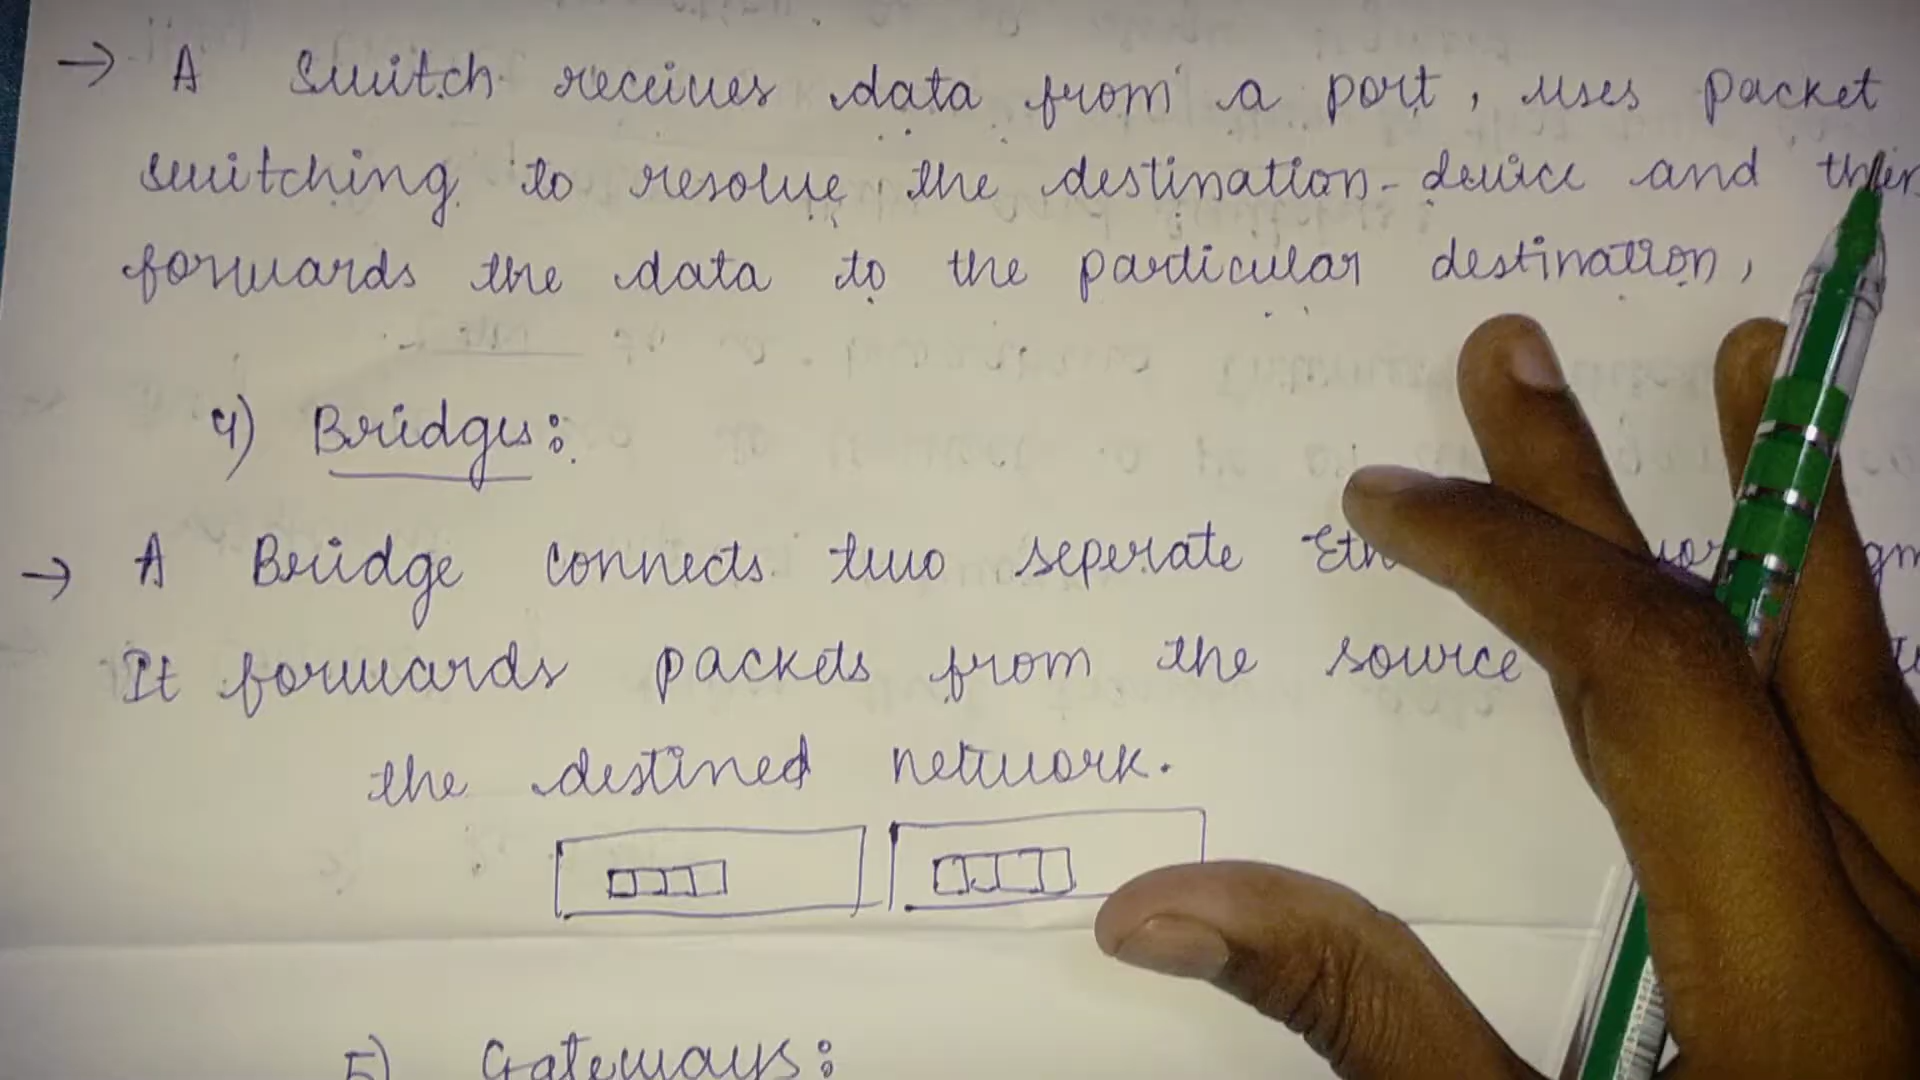 → A Switch receives data from a port, uses packet
switching to resolve the destination-device and then
forwards the data to the particular destination,
4) Bridges:
→ A Bridge connects two seperate
It forwards packets from the source
the destined network.
5) Gateways: